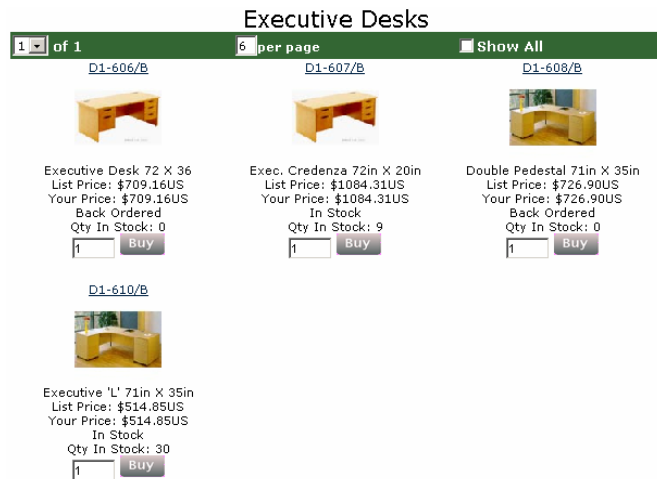 Executive Desks
1 of 1 6 per page Show All
D1-606/B D1-607/B D1-608/B
Executive Desk 72 X 36 Exec. Credenza 72in X 20in Double Pedestal 71in X 35in
List Price: $709.16US List Price: $1084.31US List Price: $726.90US
Your Price: $709.16US Your Price: $1084.31US Your Price: $726.90US
Back Ordered In Stock Back Ordered
Qty In Stock: 0 Qty In Stock: 9 Qty In Stock: 0
1 Buy 1 Buy 1 Buy
D1-610/B
Executive 'L' 71in X 35in
List Price: $514.85US
Your Price: $514.85US
In Stock
Qty In Stock: 30
1 Buy